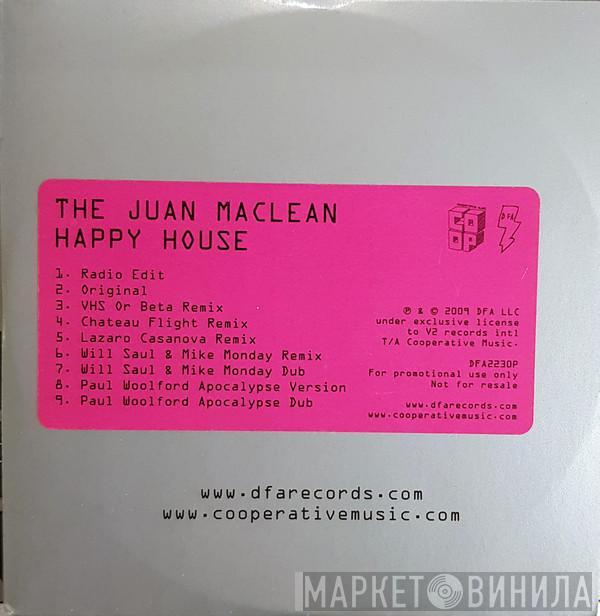 THE JUAN MACLEAN
HAPPY HOUSE
1. Radio Edit
2. Original
3. VHS Or Beta Remix
4. Chateau Flight Remix
5. Lazaro Casanova Remix
6. Will Saul & Mike Monday Remix
7. Will Saul & Mike Monday Dub
8. Paul Woolford Apocalypse Version
9. Paul Woolford Apocalypse Dub
DFA
℗ & © 2009 DFA LLC
under exclusive license
to V2 records intl
T/A Cooperative Music.
DFA2230P
For promotional use only
Not for resale
www.dfarecords.com
www.cooperativemusic.com
www.dfarecords.com
www.cooperativemusic.com
МАРКЕТ ВИНИЛА